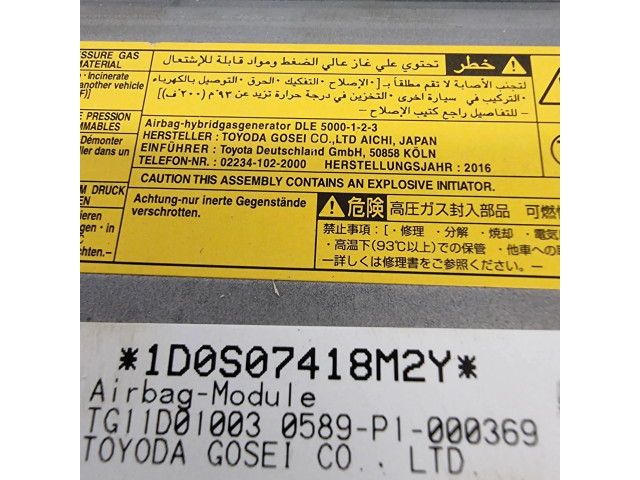 PRESSURE GAS
MATERIAL
· Incinerate
another vehicle
F)]
PRESSION
MMABLES
Démonter
ller dans un
M DRUCK
EN
ieren
gen · in
خطر تحتوي علي غاز عالي الضغط ومواد قابلة للإشتعال
لتجنب الأصابة لا تقم مطلقاً بـ [الإصلاح ・ التفكيك ・ الحرق ・ التوصيل بالكهرباء
・ التركيب في سيارة اخرى ・ التخزين في درجة حرارة تزيد عن ٩٣°م (٢٠٠°ف)]
— للتفاصيل راجع كتيب الإصلاح —
Airbag-hybridgasgenerator DLE 5000-1-2-3
HERSTELLER : TOYODA GOSEI CO.,LTD AICHI, JAPAN
EINFÜHRER : Toyota Deutschland GmbH, 50858 KÖLN
TELEFON-NR. : 02234-102-2000 HERSTELLUNGSJAHR : 2016
CAUTION THIS ASSEMBLY CONTAINS AN EXPLOSIVE INITIATOR.
Achtung-nur inerte Gegenstände
verschrotten.
危険 高圧ガス封入部品 可燃
禁止事項:[・修理 ・分解 ・焼却 ・電気
・高温下(93℃以上)での保管 ・他車への
—詳しくは修理書をご参照ください。—
*1D0S07418M2Y*
Airbag-Module
TG11D01003 0589-P1-000369
TOYODA GOSEI CO., LTD.